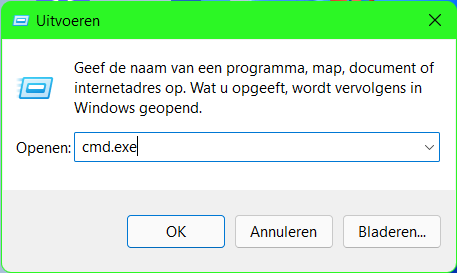 Uitvoeren
Geef de naam van een programma, map, document of
internetadres op. Wat u opgeeft, wordt vervolgens in
Windows geopend.
Openen: cmd.exe
OK Annuleren Bladeren...